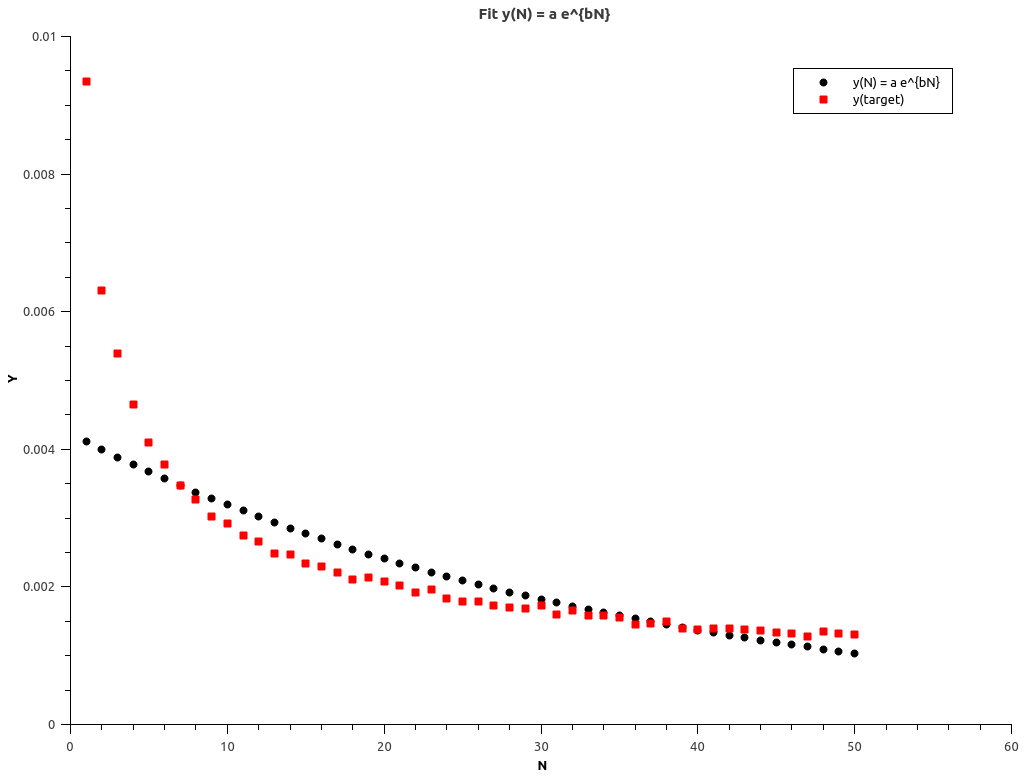 Fit y(N) = a e^{bN}
0.01
y(N) = a e^{bN}
y(target)
0.008
0.006
Y
0.004
0.002
0
0 10 20 30 40 50 60
N